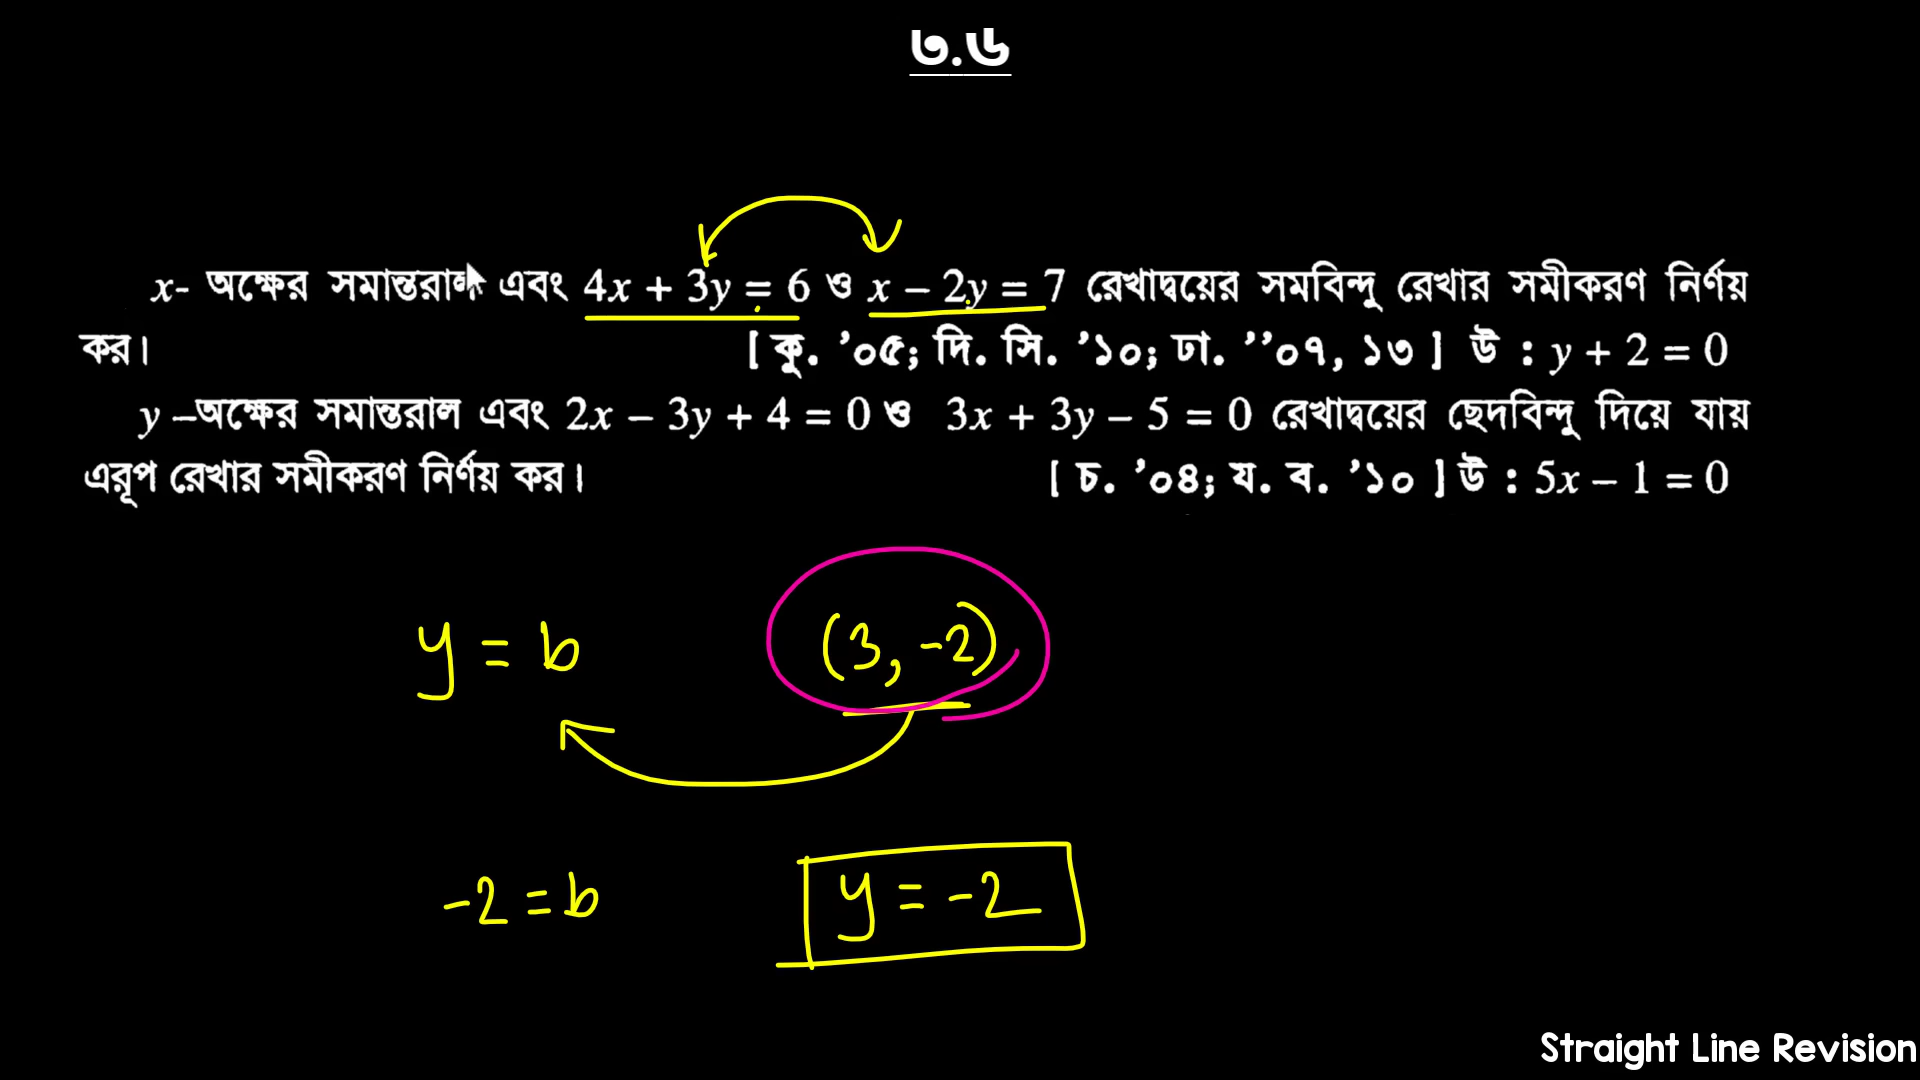 ৩.৬
x- অক্ষের সমান্তরাল এবং 4x + 3y = 6 ও x – 2y = 7 রেখাদ্বয়ের সমবিন্দু রেখার সমীকরণ নির্ণয়
কর। [ কু. ’০৫; দি. সি. ’১০; ঢা. ’’০৭, ১৩ ] উ : y + 2 = 0
y –অক্ষের সমান্তরাল এবং 2x – 3y + 4 = 0 ও 3x + 3y – 5 = 0 রেখাদ্বয়ের ছেদবিন্দু দিয়ে যায়
এরূপ রেখার সমীকরণ নির্ণয় কর। [ চ. ’০৪; য. ব. ’১০ ] উ : 5x – 1 = 0
y = b (3, -2)
-2 = b y = -2
Straight Line Revision